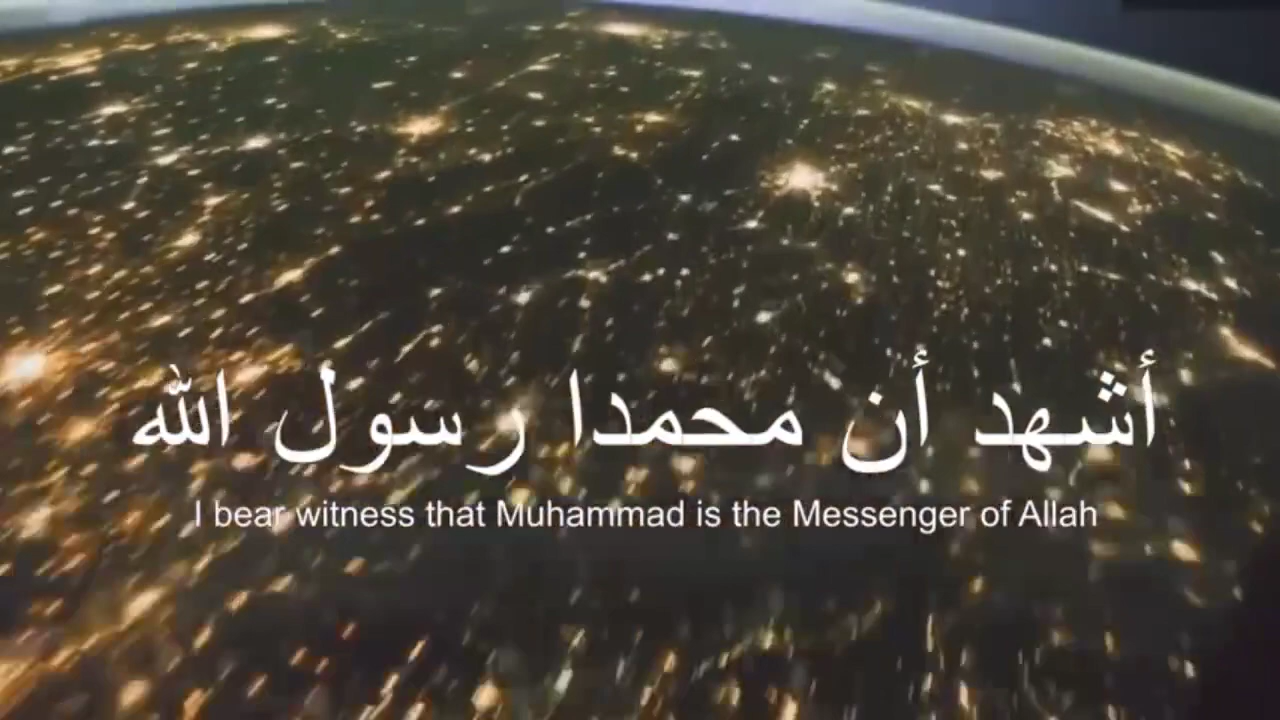 أشهد أن محمدا رسول الله
I bear witness that Muhammad is the Messenger of Allah